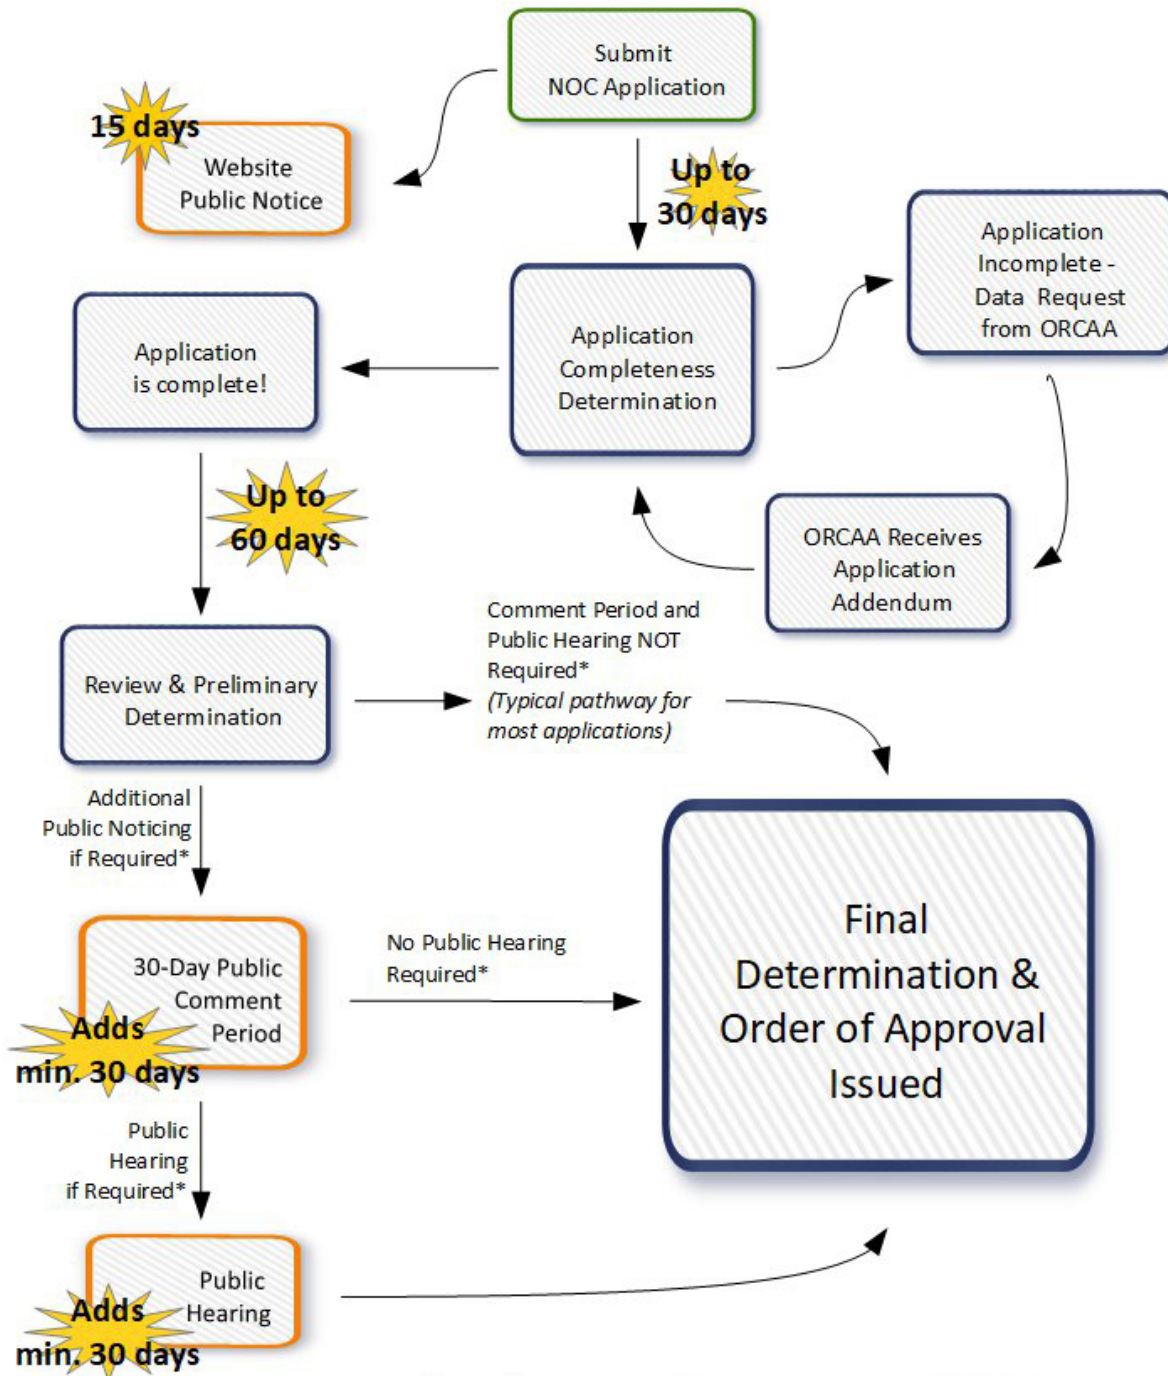 Submit
NOC Application
15 days
Website
Public Notice
Up to
30 days
Application
Incomplete -
Data Request
from ORCAA
Application
is complete!
Application
Completeness
Determination
Up to
60 days
ORCAA Receives
Application
Addendum
Comment Period and
Public Hearing NOT
Required*
(Typical pathway for
most applications)
Review & Preliminary
Determination
Additional
Public Noticing
if Required*
30-Day Public
Comment
Period
Adds
min. 30 days
No Public Hearing
Required*
Final
Determination &
Order of Approval
Issued
Public
Hearing
if Required*
Public
Hearing
Adds
min. 30 days